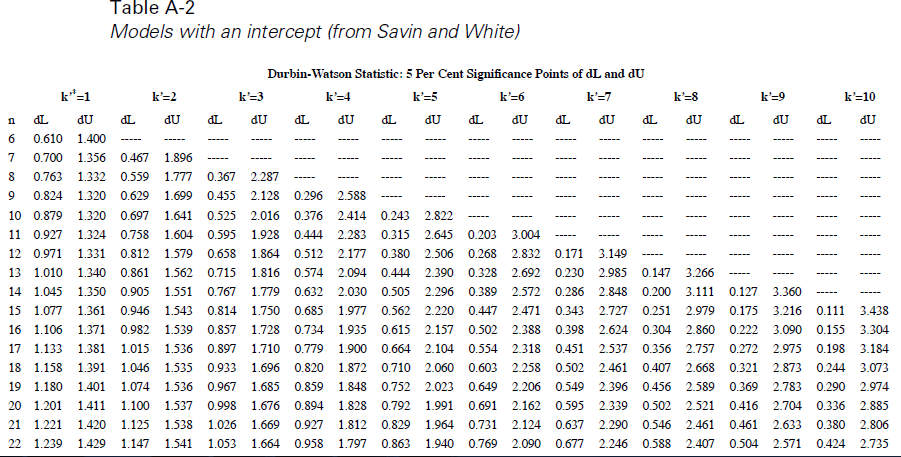 Table A-2
Models with an intercept (from Savin and White)
Durbin-Watson Statistic: 5 Per Cent Significance Points of dL and dU
k'*=1 k'=2 k'=3 k'=4 k'=5 k'=6 k'=7 k'=8 k'=9 k'=10
n dL dU dL dU dL dU dL dU dL dU dL dU dL dU dL dU dL dU dL dU
6 0.610 1.400 ----- ----- ----- ----- ----- ----- ----- ----- ----- ----- ----- ----- ----- ----- ----- ----- ----- -----
7 0.700 1.356 0.467 1.896 ----- ----- ----- ----- ----- ----- ----- ----- ----- ----- ----- ----- ----- ----- ----- -----
8 0.763 1.332 0.559 1.777 0.367 2.287 ----- ----- ----- ----- ----- ----- ----- ----- ----- ----- ----- ----- ----- -----
9 0.824 1.320 0.629 1.699 0.455 2.128 0.296 2.588 ----- ----- ----- ----- ----- ----- ----- ----- ----- ----- ----- -----
10 0.879 1.320 0.697 1.641 0.525 2.016 0.376 2.414 0.243 2.822 ----- ----- ----- ----- ----- ----- ----- ----- ----- -----
11 0.927 1.324 0.758 1.604 0.595 1.928 0.444 2.283 0.315 2.645 0.203 3.004 ----- ----- ----- ----- ----- ----- ----- -----
12 0.971 1.331 0.812 1.579 0.658 1.864 0.512 2.177 0.380 2.506 0.268 2.832 0.171 3.149 ----- ----- ----- ----- ----- -----
13 1.010 1.340 0.861 1.562 0.715 1.816 0.574 2.094 0.444 2.390 0.328 2.692 0.230 2.985 0.147 3.266 ----- ----- ----- -----
14 1.045 1.350 0.905 1.551 0.767 1.779 0.632 2.030 0.505 2.296 0.389 2.572 0.286 2.848 0.200 3.111 0.127 3.360 ----- -----
15 1.077 1.361 0.946 1.543 0.814 1.750 0.685 1.977 0.562 2.220 0.447 2.471 0.343 2.727 0.251 2.979 0.175 3.216 0.111 3.438
16 1.106 1.371 0.982 1.539 0.857 1.728 0.734 1.935 0.615 2.157 0.502 2.388 0.398 2.624 0.304 2.860 0.222 3.090 0.155 3.304
17 1.133 1.381 1.015 1.536 0.897 1.710 0.779 1.900 0.664 2.104 0.554 2.318 0.451 2.537 0.356 2.757 0.272 2.975 0.198 3.184
18 1.158 1.391 1.046 1.535 0.933 1.696 0.820 1.872 0.710 2.060 0.603 2.258 0.502 2.461 0.407 2.668 0.321 2.873 0.244 3.073
19 1.180 1.401 1.074 1.536 0.967 1.685 0.859 1.848 0.752 2.023 0.649 2.206 0.549 2.396 0.456 2.589 0.369 2.783 0.290 2.974
20 1.201 1.411 1.100 1.537 0.998 1.676 0.894 1.828 0.792 1.991 0.691 2.162 0.595 2.339 0.502 2.521 0.416 2.704 0.336 2.885
21 1.221 1.420 1.125 1.538 1.026 1.669 0.927 1.812 0.829 1.964 0.731 2.124 0.637 2.290 0.546 2.461 0.461 2.633 0.380 2.806
22 1.239 1.429 1.147 1.541 1.053 1.664 0.958 1.797 0.863 1.940 0.769 2.090 0.677 2.246 0.588 2.407 0.504 2.571 0.424 2.735